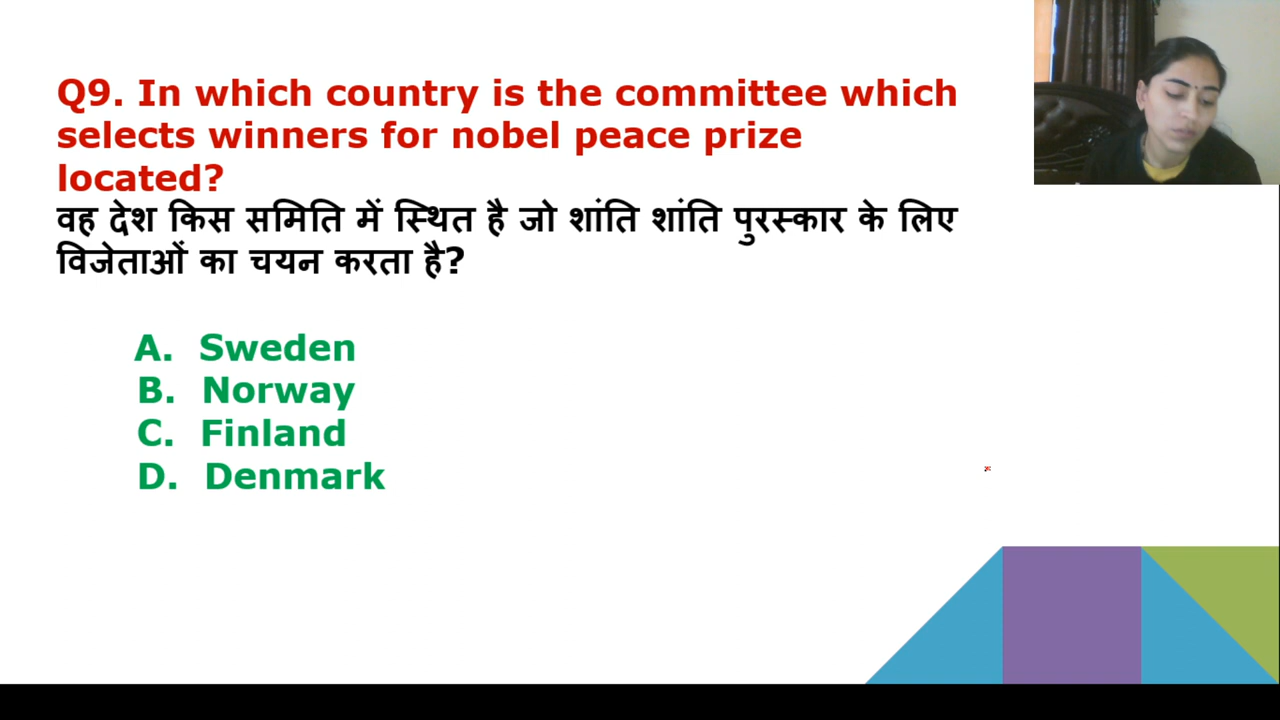 Q9. In which country is the committee which
selects winners for nobel peace prize
located?
वह देश किस समिति में स्थित है जो शांति शांति पुरस्कार के लिए
विजेताओं का चयन करता है?
A. Sweden
B. Norway
C. Finland
D. Denmark